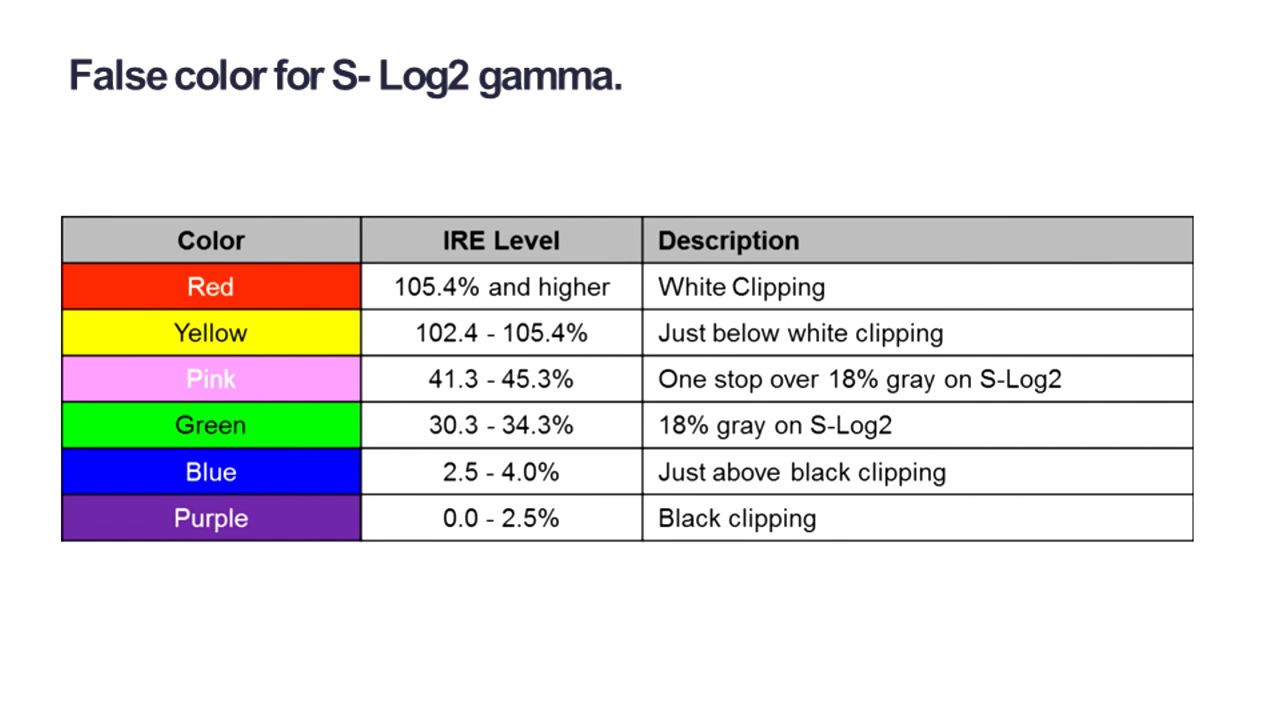 False color for S- Log2 gamma.
Color IRE Level Description
Red 105.4% and higher White Clipping
Yellow 102.4 - 105.4% Just below white clipping
Pink 41.3 - 45.3% One stop over 18% gray on S-Log2
Green 30.3 - 34.3% 18% gray on S-Log2
Blue 2.5 - 4.0% Just above black clipping
Purple 0.0 - 2.5% Black clipping